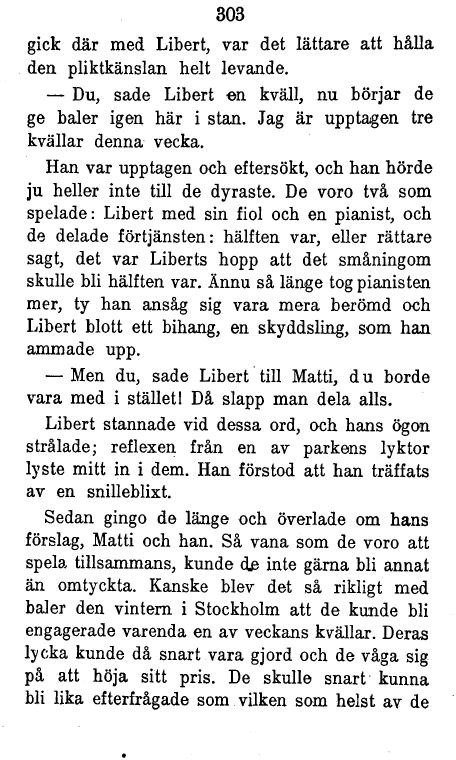 303
gick där med Libert, var det lättare att hålla
den pliktkänslan helt levande.
— Du, sade Libert en kväll, nu börjar de
ge baler igen här i stan. Jag är upptagen tre
kvällar denna vecka.
Han var upptagen och eftersökt, och han hörde
ju heller inte till de dyraste. De voro två som
spelade: Libert med sin fiol och en pianist, och
de delade förtjänsten: hälften var, eller rättare
sagt, det var Liberts hopp att det småningom
skulle bli hälften var. Ännu så länge tog pianisten
mer, ty han ansåg sig vara mera berömd och
Libert blott ett bihang, en skyddsling, som han
ammade upp.
— Men du, sade Libert till Matti, du borde
vara med i stället! Då slapp man dela alls.
Libert stannade vid dessa ord, och hans ögon
strålade; reflexen från en av parkens lyktor
lyste mitt in i dem. Han förstod att han träffats
av en snilleblixt.
Sedan gingo de länge och överlade om hans
förslag, Matti och han. Så vana som de voro att
spela tillsammans, kunde de inte gärna bli annat
än omtyckta. Kanske blev det så rikligt med
baler den vintern i Stockholm att de kunde bli
engagerade varenda en av veckans kvällar. Deras
lycka kunde då snart vara gjord och de våga sig
på att höja sitt pris. De skulle snart kunna
bli lika efterfrågade som vilken som helst av de